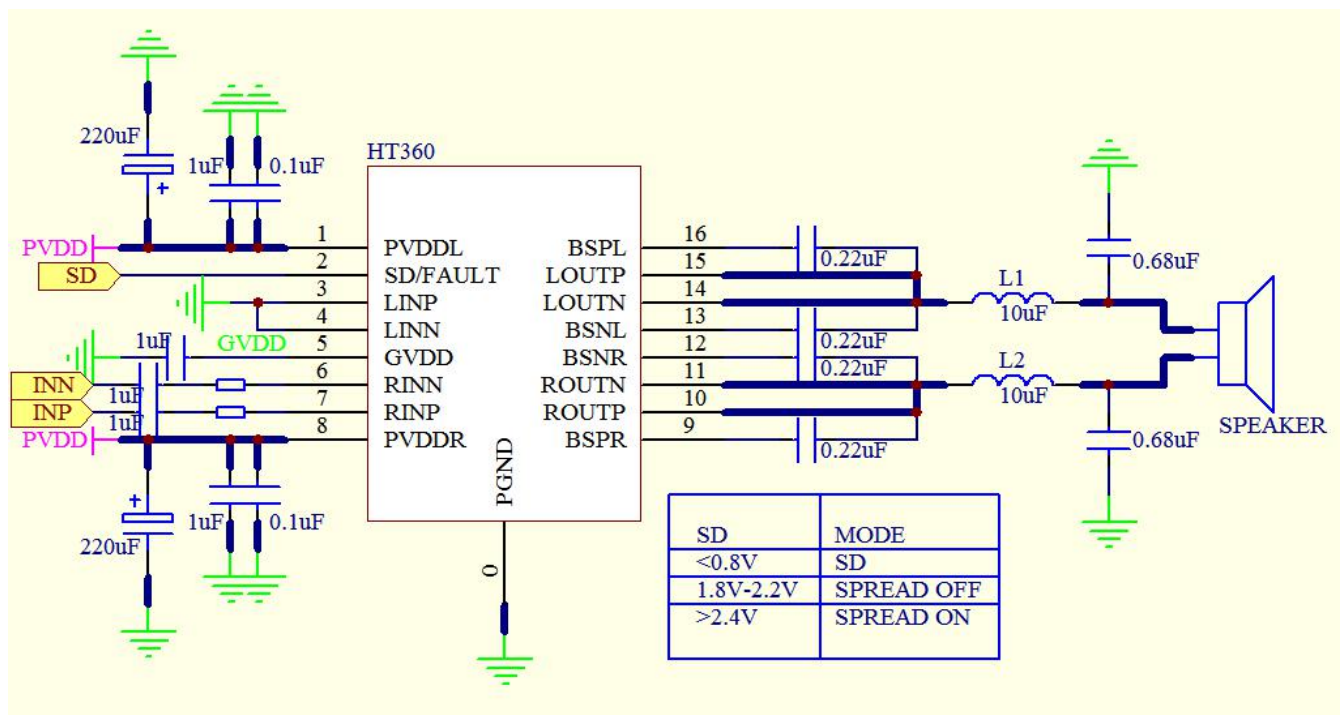 220uF
1uF
0.1uF
HT360
PVDD
SD
1 PVDDL
2 SD/FAULT
3 LINP
4 LINN
5 GVDD
6 RINN
7 RINP
8 PVDDR
BSPL 16
LOUTP 15
LOUTN 14
BSNL 13
BSNR 12
ROUTN 11
ROUTP 10
BSPR 9
PGND
0
1uF
GVDD
INN
1uF
INP
1uF
PVDD
220uF
1uF
0.1uF
0.22uF
0.22uF
0.22uF
0.22uF
L1
10uF
L2
10uF
0.68uF
0.68uF
SPEAKER
SD MODE
<0.8V SD
1.8V-2.2V SPREAD OFF
>2.4V SPREAD ON